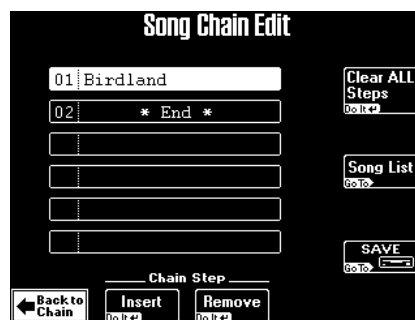 Song Chain Edit
01 Birdland
02 * End *
Clear ALL
Steps
Do It
Song List
Go To
SAVE
Go To
Chain Step
Back to
Chain
Insert
Do It
Remove
Do It